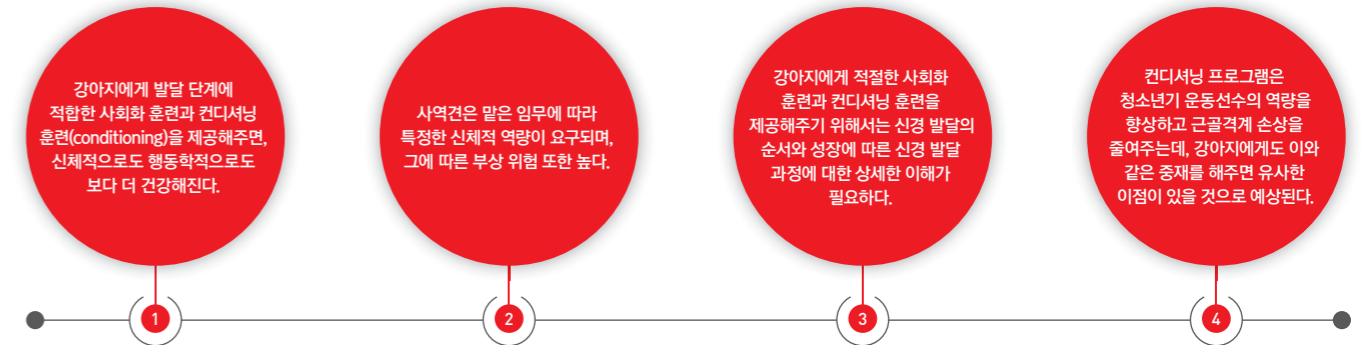 강아지에게 발달 단계에
적합한 사회화 훈련과 컨디셔닝
훈련(conditioning)을 제공해주면,
신체적으로도 행동학적으로도
보다 더 건강해진다.
사역견은 맡은 임무에 따라
특정한 신체적 역량이 요구되며,
그에 따른 부상 위험 또한 높다.
강아지에게 적절한 사회화
훈련과 컨디셔닝 훈련을
제공해주기 위해서는 신경 발달의
순서와 성장에 따른 신경 발달
과정에 대한 상세한 이해가
필요하다.
컨디셔닝 프로그램은
청소년기 운동선수의 역량을
향상하고 근골격계 손상을
줄여주는데, 강아지에게도 이와
같은 중재를 해주면 유사한
이점이 있을 것으로 예상된다.
1
2
3
4